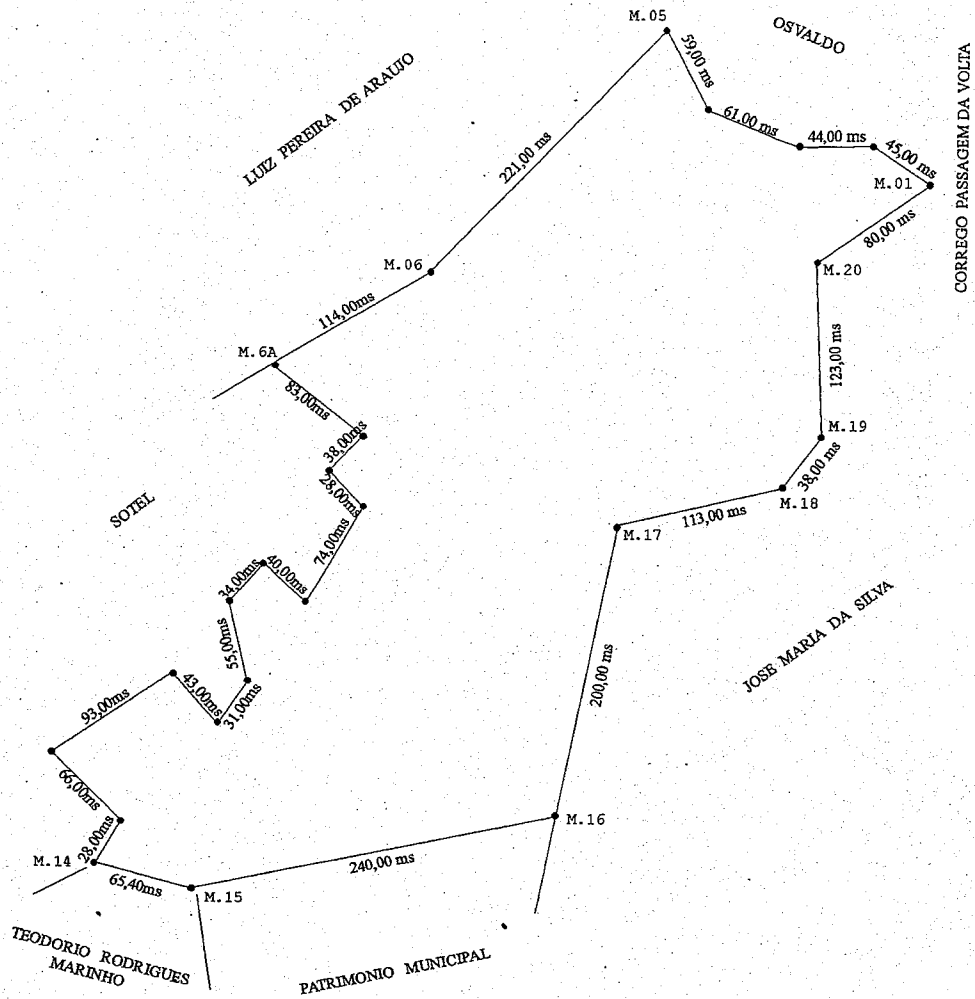 M.05
OSVALDO
59,00 ms
CORREGO PASSAGEM DA VOLTA
LUIZ PEREIRA DE ARAUJO
61,00 ms
44,00 ms
45,00 ms
221,00 ms
M.01
80,00 ms
M.06
M.20
114,00ms
M.6A
123,00 ms
83,00ms
38,00ms
M.19
28,00ms
38,00 ms
M.18
SOTEL
113,00 ms
M.17
74,00ms
40,00ms
34,00ms
JOSE MARIA DA SILVA
55,00ms
200,00 ms
93,00ms
43,00ms
31,00ms
66,00ms
M.16
28,00ms
M.14
240,00 ms
65,40ms
M.15
TEODORIO RODRIGUES
MARINHO
PATRIMONIO MUNICIPAL